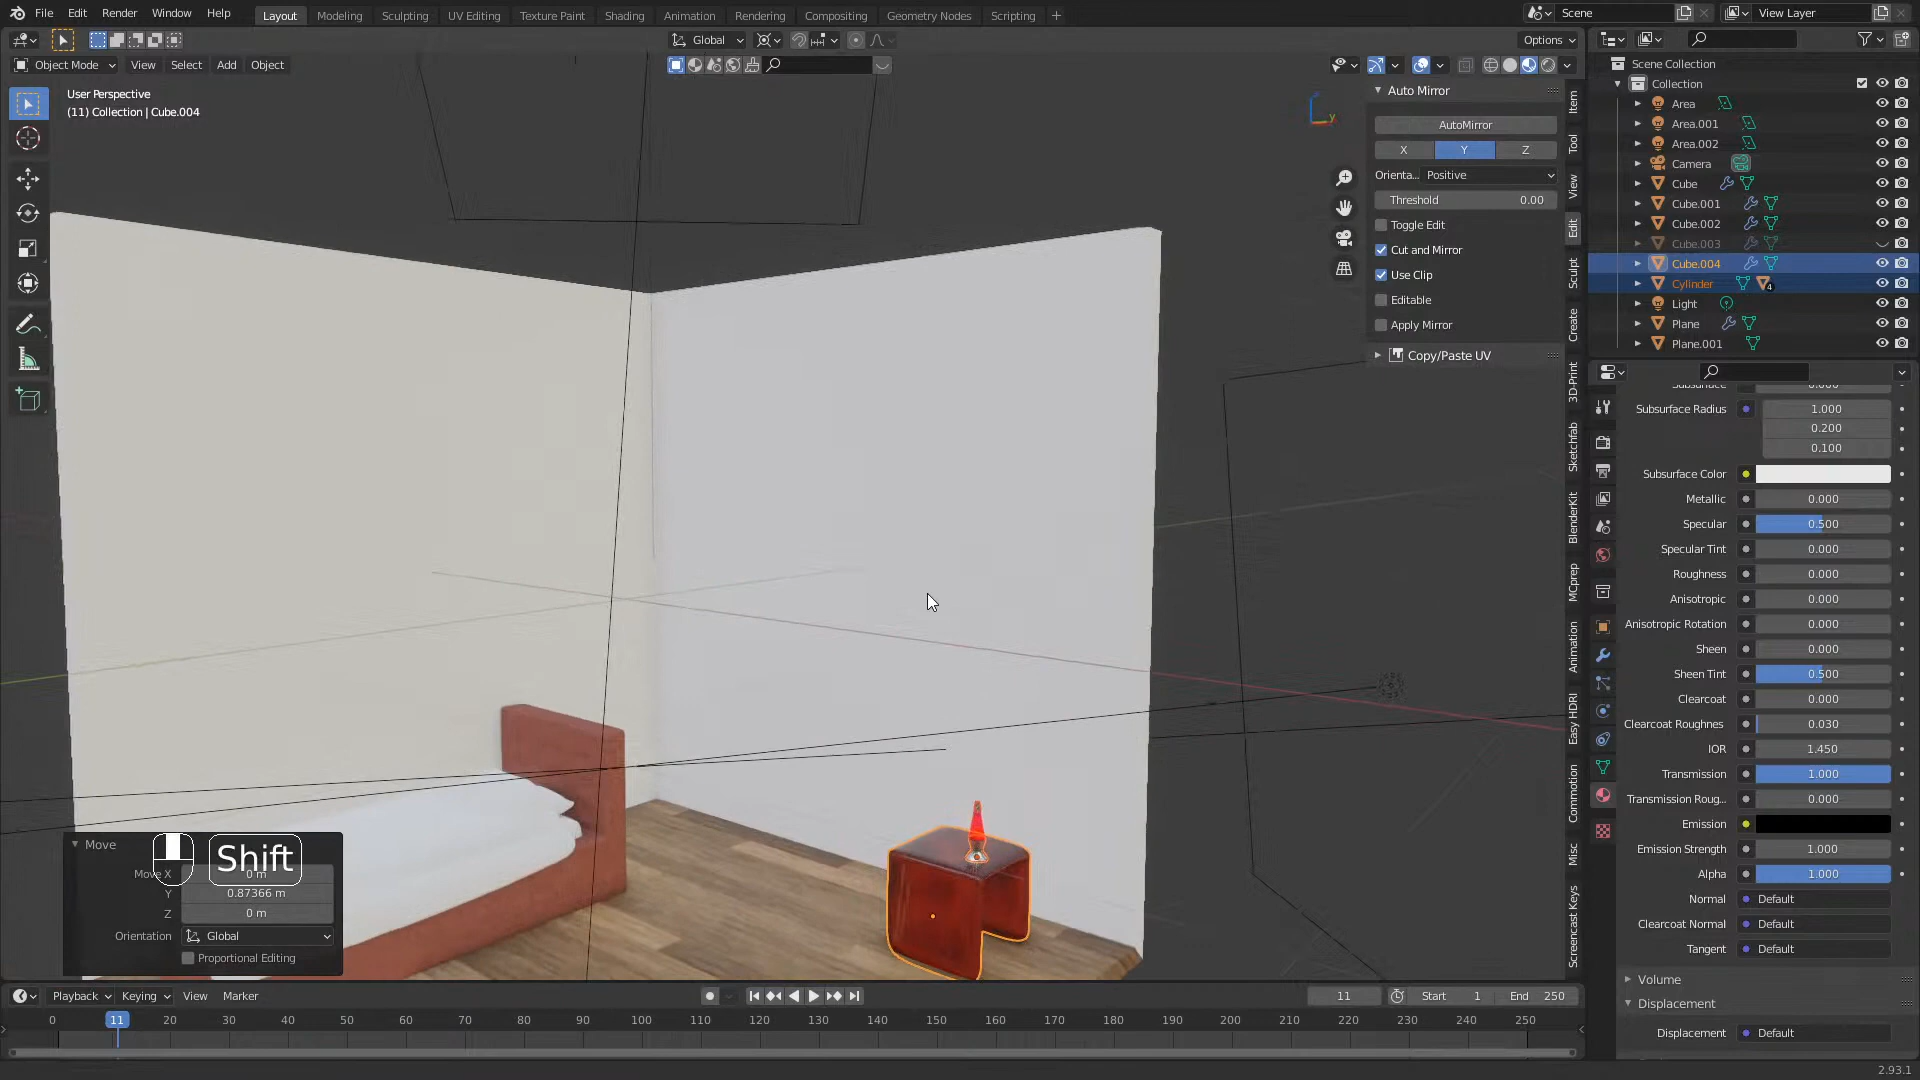 File Edit Render Window Help
Layout Modeling Sculpting UV Editing Texture Paint Shading Animation Rendering Compositing Geometry Nodes Scripting +
Scene
View Layer
Global
Options
Object Mode View Select Add Object
User Perspective
(11) Collection | Cube.004
y
Auto Mirror
AutoMirror
X Y Z
Orienta... Positive
Threshold 0.00
Toggle Edit
Cut and Mirror
Use Clip
Editable
Apply Mirror
Copy/Paste UV
Item
Tool
View
Edit
Sculpt
Create
3D-Print
Sketchfab
BlenderKit
MCprep
Animation
Easy HDRI
Commotion
Misc
Screencast Keys
Scene Collection
Collection
Area
Area.001
Area.002
Camera
Cube
Cube.001
Cube.002
Cube.003
Cube.004
Cylinder 4
Light
Plane
Plane.001
Subsurface 0.000
Subsurface Radius 1.000
0.200
0.100
Subsurface Color
Metallic 0.000
Specular 0.500
Specular Tint 0.000
Roughness 0.000
Anisotropic 0.000
Anisotropic Rotation 0.000
Sheen 0.000
Sheen Tint 0.500
Clearcoat 0.000
Clearcoat Roughnes 0.030
IOR 1.450
Transmission 1.000
Transmission Roug... 0.000
Emission
Emission Strength 1.000
Alpha 1.000
Normal Default
Clearcoat Normal Default
Tangent Default
Volume
Displacement
Displacement Default
Move
Shift
Move X 0 m
Y 0.87366 m
Z 0 m
Orientation Global
Proportional Editing
Playback Keying View Marker
11 Start 1 End 250
0 11 20 30 40 50 60 70 80 90 100 110 120 130 140 150 160 170 180 190 200 210 220 230 240 250
2.93.1